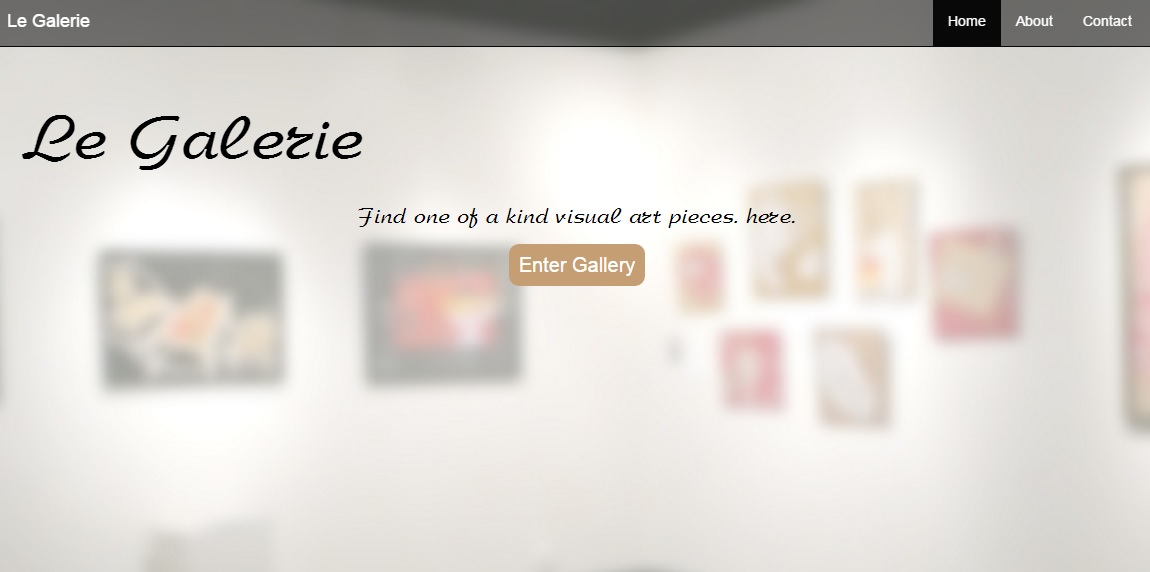 Le Galerie
Home About Contact
Le Galerie
Find one of a kind visual art pieces. here.
Enter Gallery